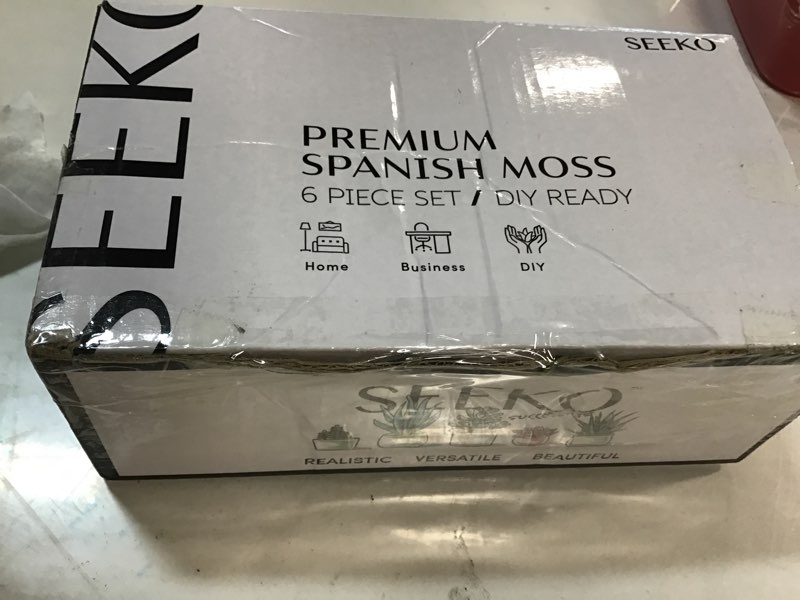 SEEKO
SEEKO
PREMIUM
SPANISH MOSS
6 PIECE SET / DIY READY
Home Business DIY
SEEKO
REALISTIC VERSATILE BEAUTIFUL